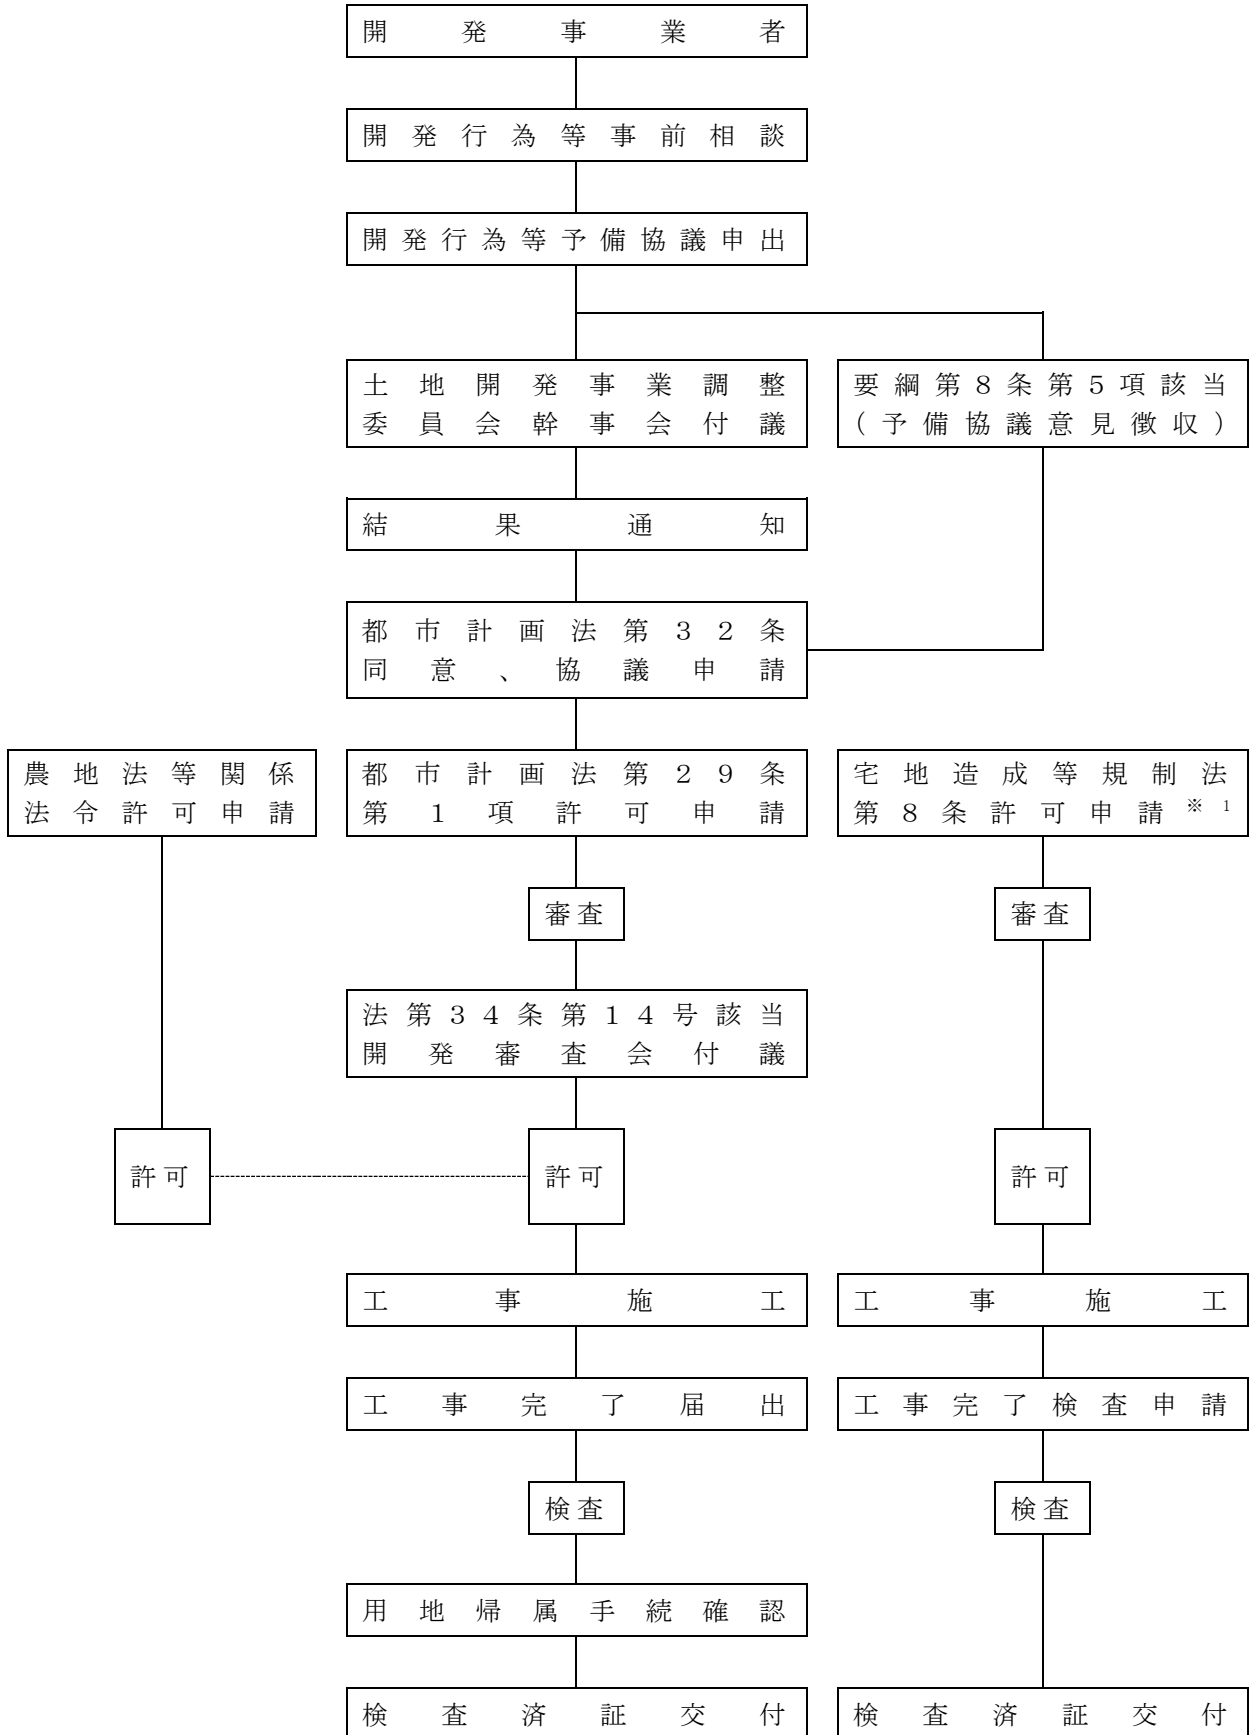 開発事業者
開発行為等事前相談
開発行為等予備協議申出
土地開発事業調整
委員会幹事会付議
要綱第8条第5項該当
(予備協議意見徴収)
結果通知
都市計画法第32条
同意、協議申請
農地法等関係
法令許可申請
都市計画法第29条
第1項許可申請
宅地造成等規制法
第8条許可申請※1
審査
審査
法第34条第14号該当
開発審査会付議
許可
許可
許可
工事施工
工事施工
工事完了届出
工事完了検査申請
検査
検査
用地帰属手続確認
検査済証交付
検査済証交付